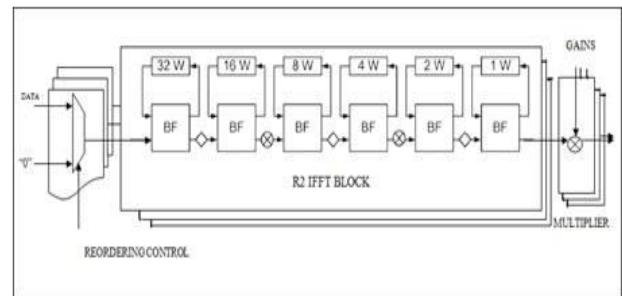 GAINS
32 W 16 W 8 W 4 W 2 W 1 W
DATA
BF BF BF BF BF BF
"0"
R2 IFFT BLOCK
MULTIPLIER
REORDERING CONTROL